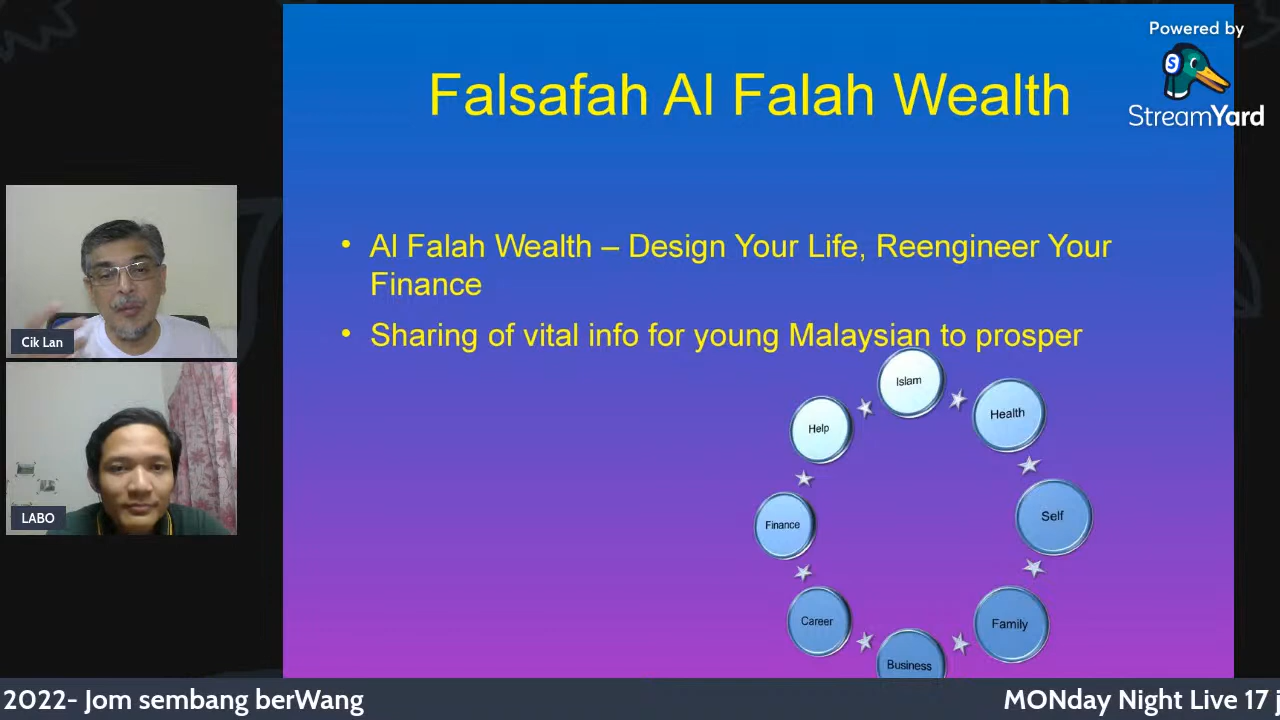 Powered by
StreamYard
Falsafah Al Falah Wealth
• Al Falah Wealth – Design Your Life, Reengineer Your
Finance
• Sharing of vital info for young Malaysian to prosper
Islam
Health
Self
Family
Business
Career
Finance
Help
Cik Lan
LABO
2022- Jom sembang berWang
MONday Night Live 17 j